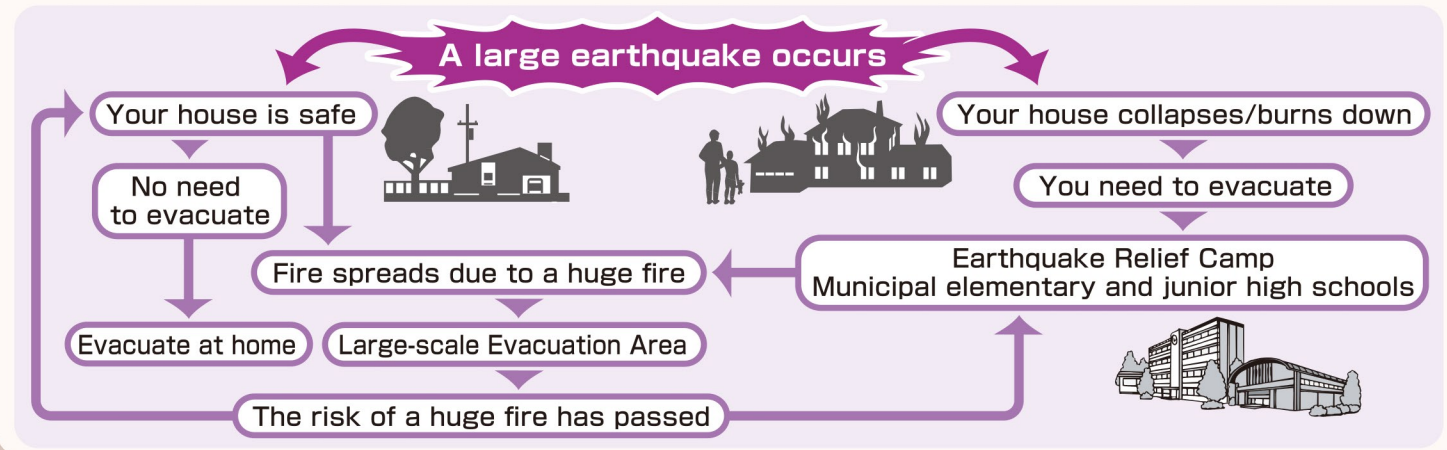 A large earthquake occurs
Your house is safe
Your house collapses/burns down
No need
to evacuate
You need to evacuate
Fire spreads due to a huge fire
Earthquake Relief Camp
Municipal elementary and junior high schools
Evacuate at home
Large-scale Evacuation Area
The risk of a huge fire has passed